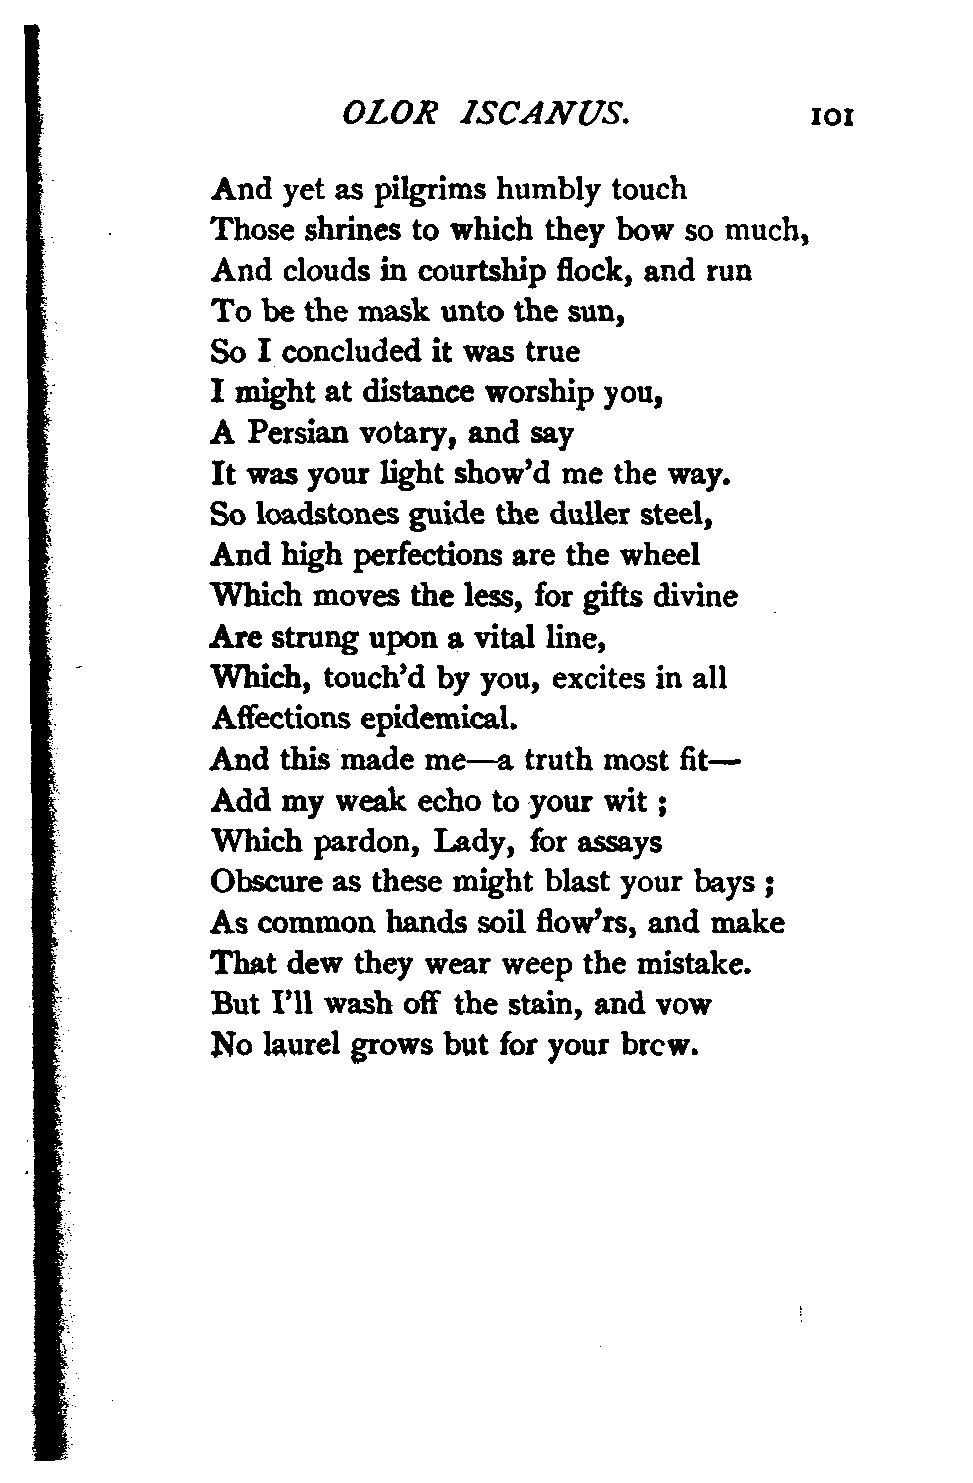 OLOR ISCANUS. 101
And yet as pilgrims humbly touch
Those shrines to which they bow so much,
And clouds in courtship flock, and run
To be the mask unto the sun,
So I concluded it was true
I might at distance worship you,
A Persian votary, and say
It was your light show'd me the way.
So loadstones guide the duller steel,
And high perfections are the wheel
Which moves the less, for gifts divine
Are strung upon a vital line,
Which, touch'd by you, excites in all
Affections epidemical.
And this made me—a truth most fit—
Add my weak echo to your wit ;
Which pardon, Lady, for assays
Obscure as these might blast your bays ;
As common hands soil flow'rs, and make
That dew they wear weep the mistake.
But I'll wash off the stain, and vow
No laurel grows but for your brow.